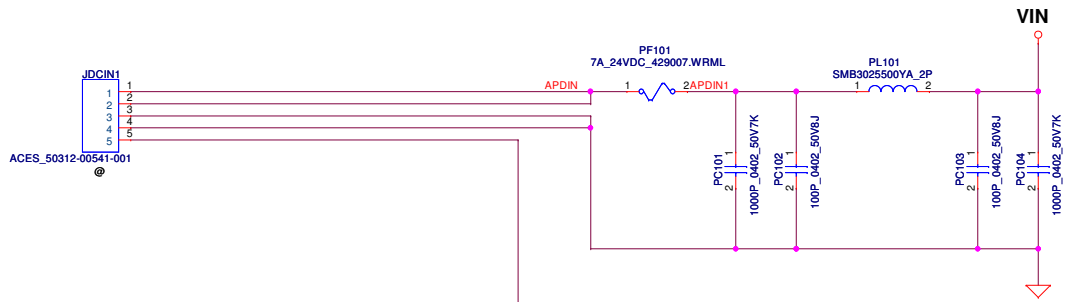 VIN
PF101
7A_24VDC_429007.WRML
PL101
SMB3025500YA_2P
JDCIN1
APDIN
1
2
APDIN1
1
2
1
1
2
2
3
3
4
4
5
5
ACES_50312-00541-001
@
PC101
1
2
1000P_0402_50V7K
PC102
1
2
100P_0402_50V8J
PC103
1
2
100P_0402_50V8J
PC104
1
2
1000P_0402_50V7K